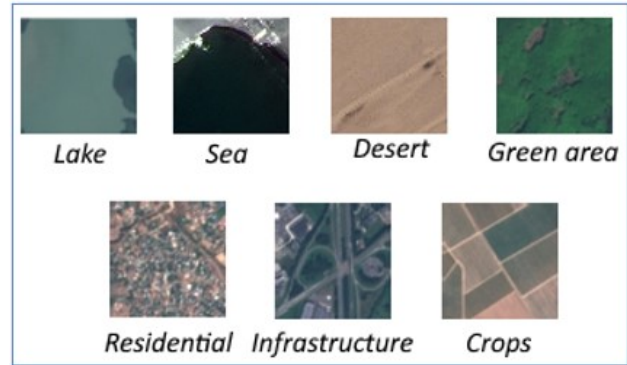 Lake
Sea
Desert
Green area
Residential
Infrastructure
Crops